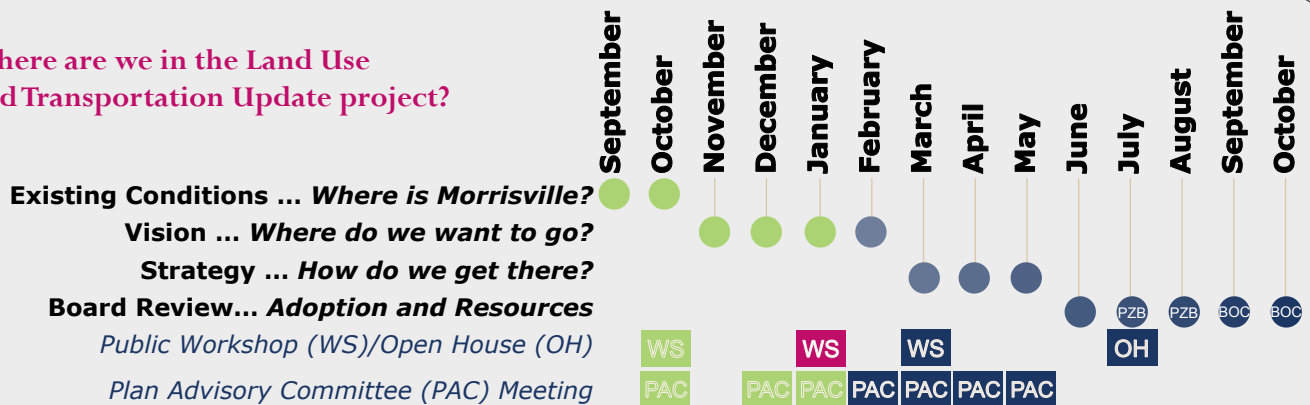 here are we in the Land Use
d Transportation Update project?
September October November December January February March April May June July August September October
Existing Conditions ... Where is Morrisville?
Vision ... Where do we want to go?
Strategy ... How do we get there?
Board Review... Adoption and Resources PZB PZB BOC BOC
Public Workshop (WS)/Open House (OH) WS WS WS OH
Plan Advisory Committee (PAC) Meeting PAC PAC PAC PAC PAC PAC PAC